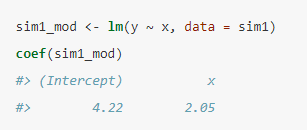 sim1_mod <- lm(y ~ x, data = sim1)
coef(sim1_mod)
#> (Intercept)           x
#>        4.22        2.05